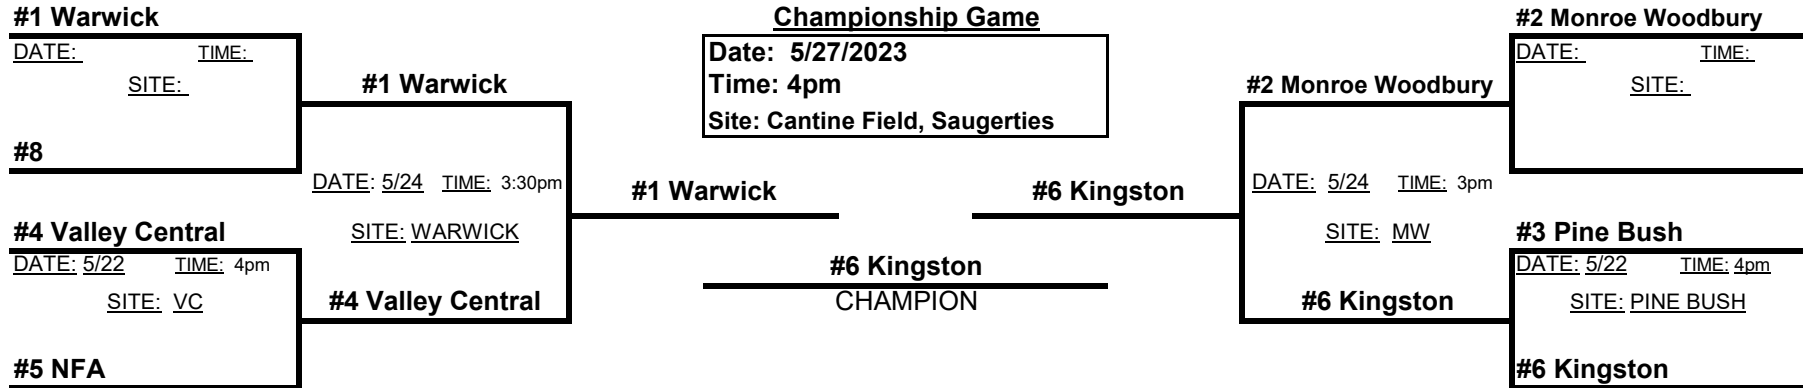 #1 Warwick
DATE: TIME:
SITE:
#8
#4 Valley Central
DATE: 5/22 TIME: 4pm
SITE: VC
#5 NFA
#1 Warwick
DATE: 5/24 TIME: 3:30pm
SITE: WARWICK
#4 Valley Central
#1 Warwick
Championship Game
Date: 5/27/2023
Time: 4pm
Site: Cantine Field, Saugerties
#6 Kingston
CHAMPION
#6 Kingston
#2 Monroe Woodbury
DATE: 5/24 TIME: 3pm
SITE: MW
#6 Kingston
#2 Monroe Woodbury
DATE: TIME:
SITE:
#3 Pine Bush
DATE: 5/22 TIME: 4pm
SITE: PINE BUSH
#6 Kingston